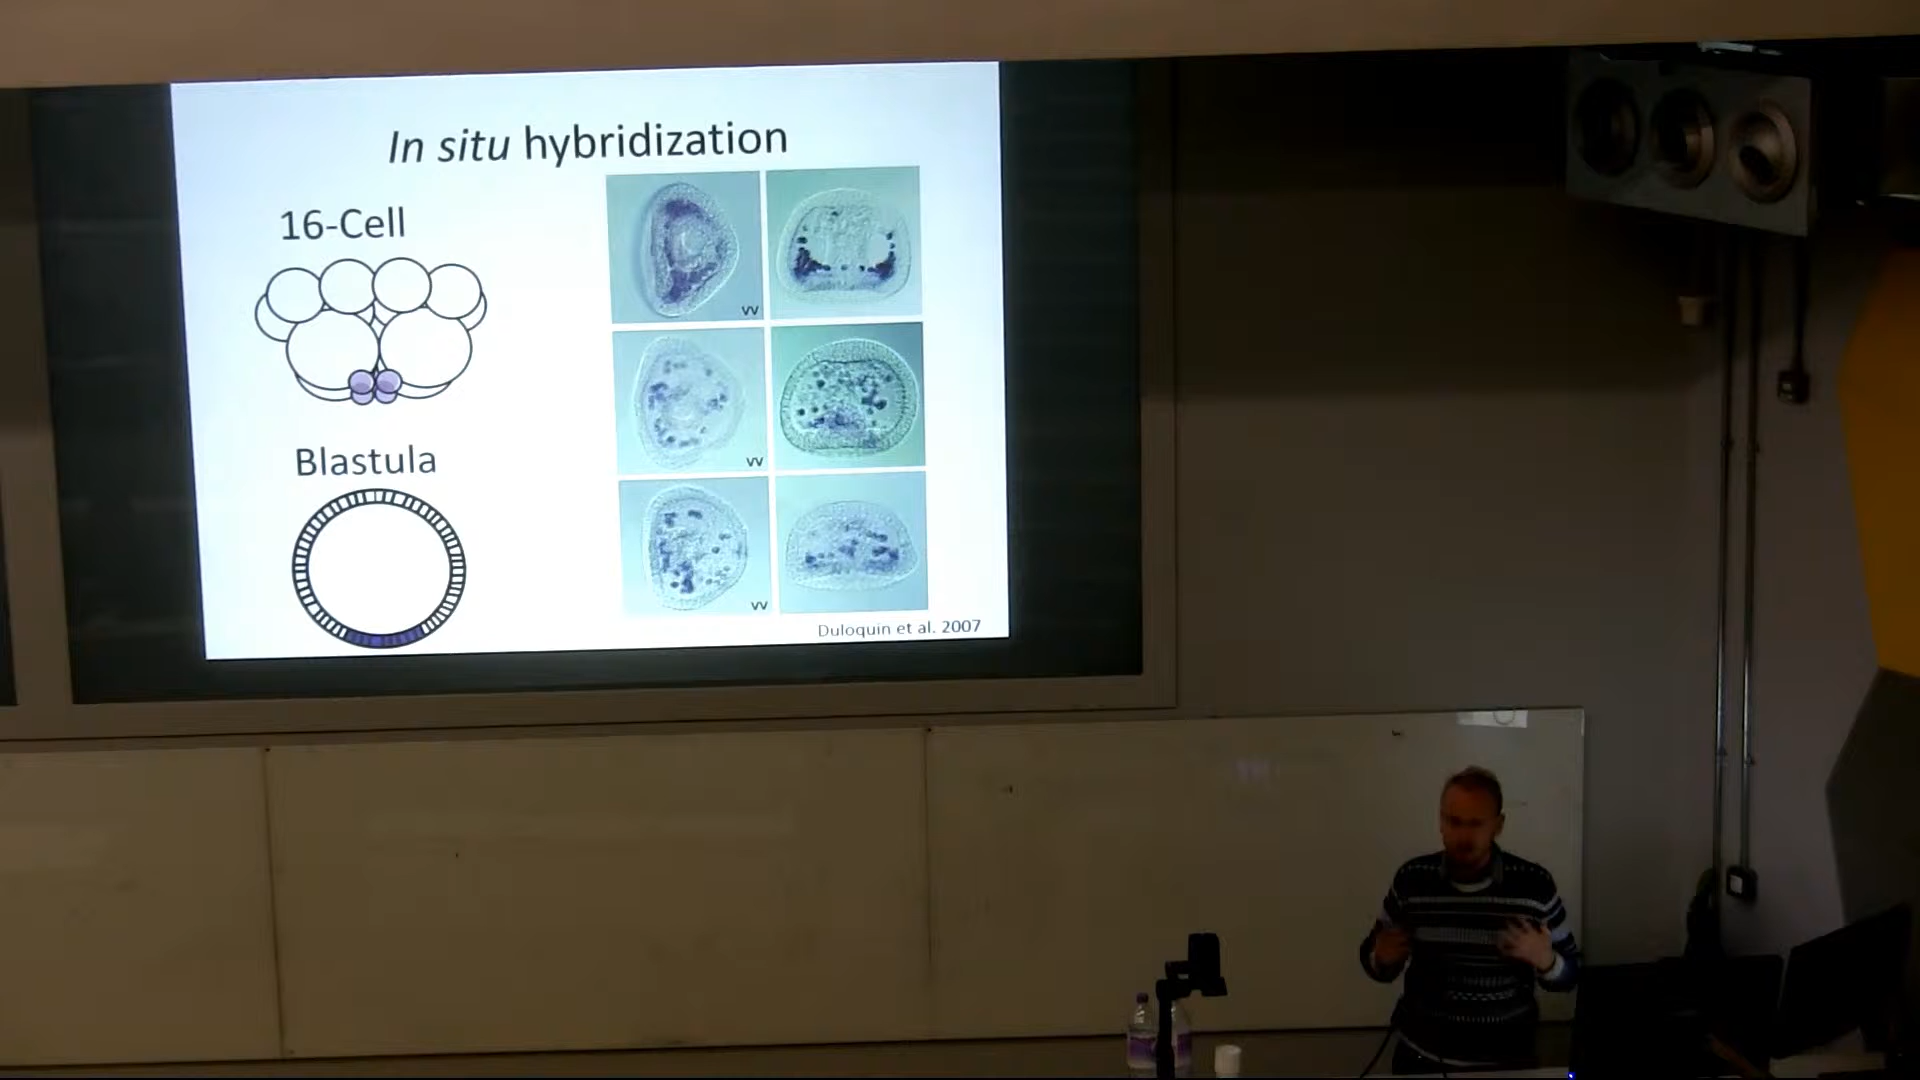 In situ hybridization
16-Cell
Blastula
vv
vv
vv
Duloquin et al. 2007